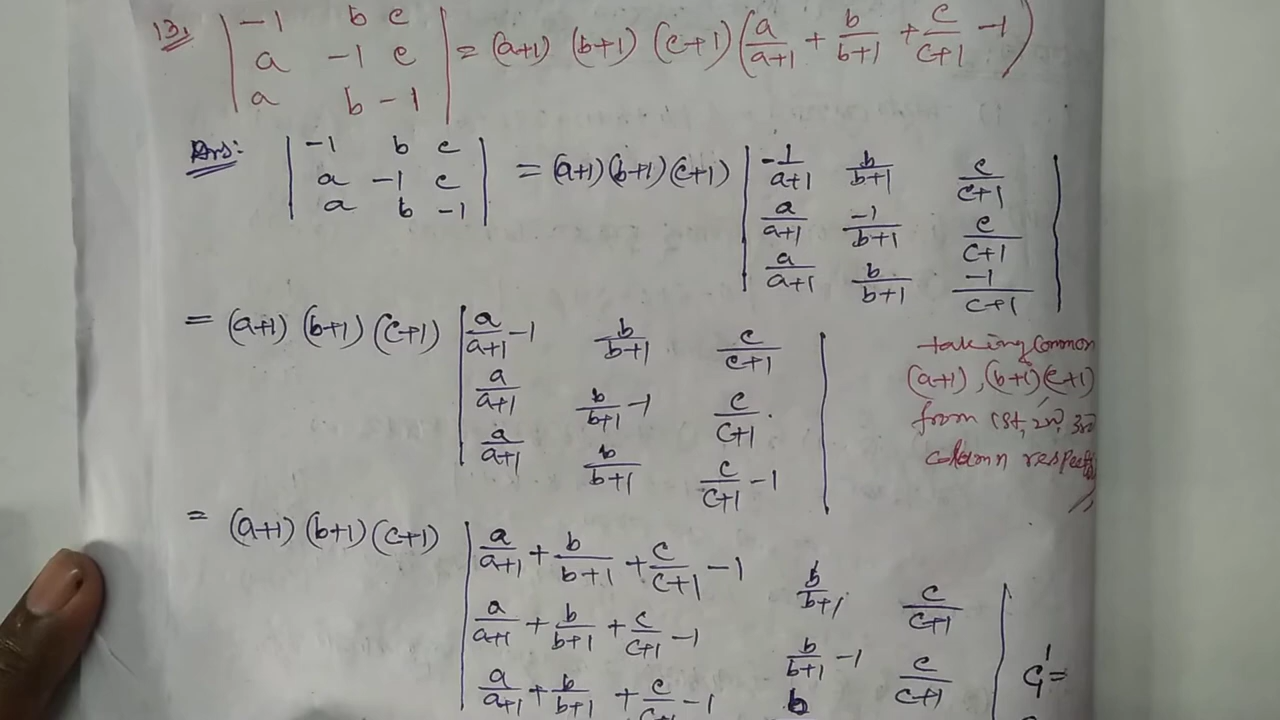 13. | -1 b c | = (a+1) (b+1) (c+1) (a/a+1 + b/b+1 + c/c+1 - 1)
| a -1 c |
| a b -1 |
Ans: | -1 b c | = (a+1)(b+1)(c+1) | -1/a+1 b/b+1 c/c+1 |
| a -1 c | | a/a+1 -1/b+1 c/c+1 |
| a b -1 | | a/a+1 b/b+1 -1/c+1 |
= (a+1) (b+1) (c+1) | a/a+1 - 1 b/b+1 c/c+1 |
| a/a+1 b/b+1 - 1 c/c+1 |
| a/a+1 b/b+1 c/c+1 - 1 |
taking common
(a+1), (b+1)(c+1)
from 1st, 2n, 3rd
column
= (a+1) (b+1) (c+1) | a/a+1 + b/b+1 + c/c+1 - 1 b/b+1 c/c+1 |
| a/a+1 + b/b+1 + c/c+1 - 1 b/b+1 - 1 c/c+1 | C₁' =
| a/a+1 + b/b+1 + c/c+1 - 1 b